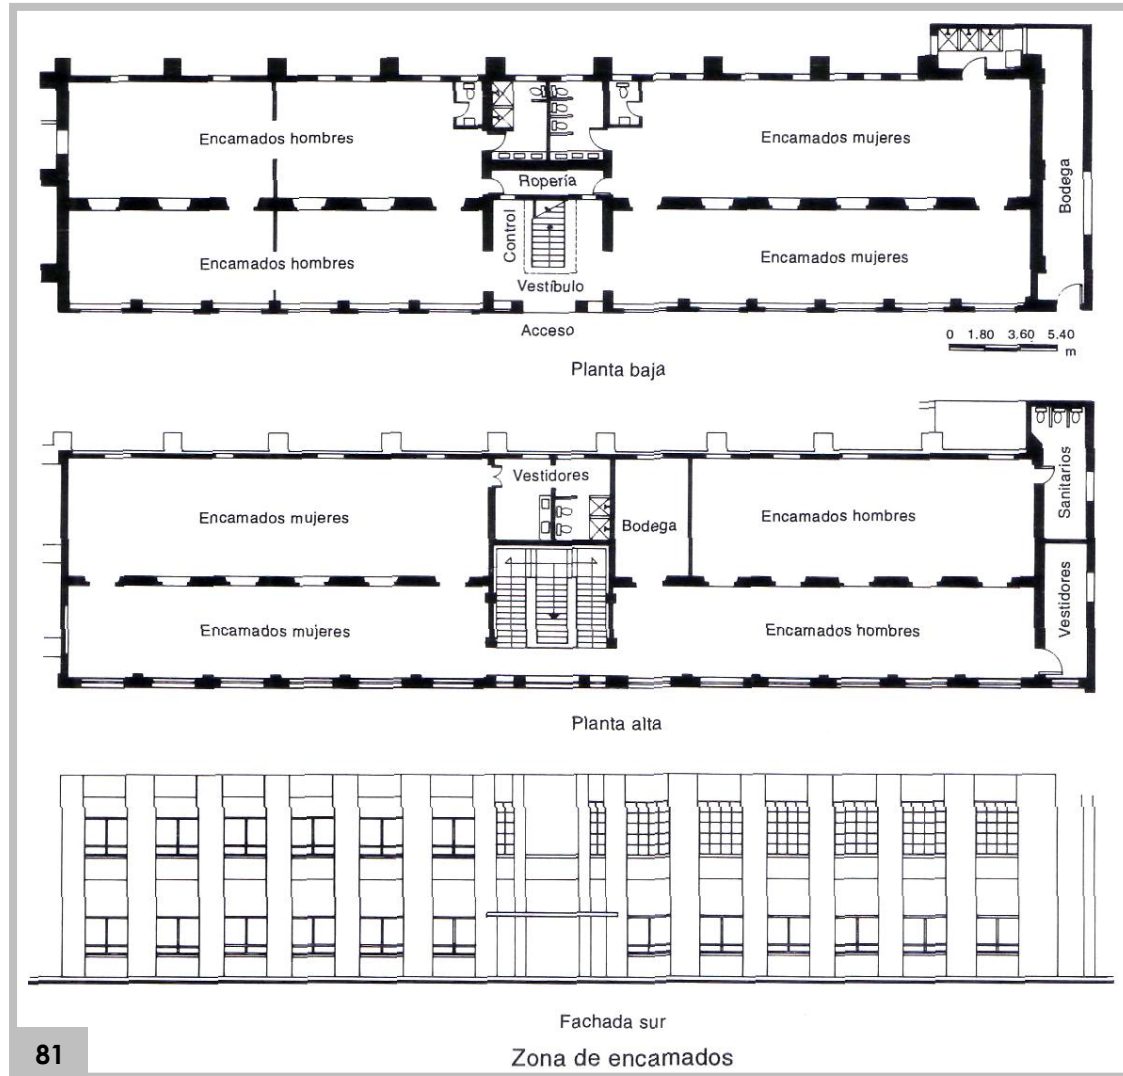 Encamados hombres
Encamados mujeres
Ropería
Bodega
Control
Encamados hombres
Encamados mujeres
Vestíbulo
Acceso
0 1.80 3.60 5.40
m
Planta baja
Vestidores
Sanitarios
Encamados mujeres
Bodega
Encamados hombres
Vestidores
Encamados mujeres
Encamados hombres
Planta alta
Fachada sur
81
Zona de encamados